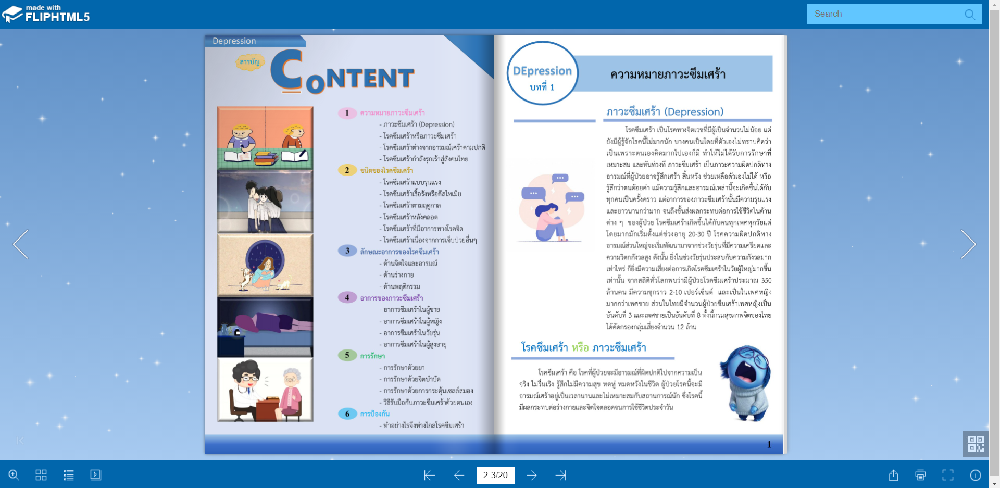 made with
FLIPHTML5
Search
Depression
สารบัญ
CoNTENT
1 ความหมายภาวะซึมเศร้า
- ภาวะซึมเศร้า (Depression)
- โรคซึมเศร้าหรือภาวะซึมเศร้า
- โรคซึมเศร้าต่างจากอารมณ์เศร้าตามปกติ
- โรคซึมเศร้ากำลังรุกเร้าสู่สังคมไทย
2 ชนิดของโรคซึมเศร้า
- โรคซึมเศร้าแบบรุนแรง
- โรคซึมเศร้าเรื้อรังหรือดีสไทเมีย
- โรคซึมเศร้าตามฤดูกาล
- โรคซึมเศร้าหลังคลอด
- โรคซึมเศร้าที่มีอาการทางโรคจิต
- โรคซึมเศร้าเนื่องจากการเจ็บป่วยอื่นๆ
3 ลักษณะอาการของโรคซึมเศร้า
- ด้านจิตใจและอารมณ์
- ด้านร่างกาย
- ด้านพฤติกรรม
4 อาการของภาวะซึมเศร้า
- อาการซึมเศร้าในผู้ชาย
- อาการซึมเศร้าในผู้หญิง
- อาการซึมเศร้าในวัยรุ่น
- อาการซึมเศร้าในผู้สูงอายุ
5 การรักษา
- การรักษาด้วยยา
- การรักษาด้วยจิตบำบัด
- การรักษาด้วยการกระตุ้นเซลล์สมอง
- วิธีรับมือกับภาวะซึมเศร้าด้วยตนเอง
6 การป้องกัน
- ทำอย่างไรจึงห่างไกลโรคซึมเศร้า
DEpression
บทที่ 1
ความหมายภาวะซึมเศร้า
ภาวะซึมเศร้า (Depression)
โรคซึมเศร้า เป็นโรคทางจิตเวชที่มีผู้เป็นจำนวนไม่น้อย แต่
ยังมีผู้รู้จักโรคนี้ไม่มากนัก บางคนเป็นโดยที่ตัวเองไม่ทราบคิดว่า
เป็นเพราะตนเองคิดมากไปเองก็มี ทำให้ไม่ได้รับการรักษาที่
เหมาะสม และทันท่วงที ภาวะซึมเศร้า เป็นภาวะความผิดปกติทาง
อารมณ์ที่ผู้ป่วยอาจรู้สึกเศร้า สิ้นหวัง ช่วยเหลือตัวเองไม่ได้ หรือ
รู้สึกว่าตนด้อยค่า แม้ความรู้สึกและอารมณ์เหล่านี้จะเกิดขึ้นได้กับ
ทุกคนเป็นครั้งคราว แต่อาการของภาวะซึมเศร้านั้นมีความรุนแรง
และยาวนานกว่ามาก จนถึงขั้นส่งผลกระทบต่อการใช้ชีวิตในด้าน
ต่าง ๆ ของผู้ป่วย โรคซึมเศร้าเกิดขึ้นได้กับคนทุกเพศทุกวัยแต่
โดยมากมักเริ่มตั้งแต่ช่วงอายุ 20-30 ปี โรคความผิดปกติทาง
อารมณ์ส่วนใหญ่จะเริ่มพัฒนามาจากช่วงวัยรุ่นที่มีความเครียดและ
ความวิตกกังวลสูง ดังนั้น ยิ่งในช่วงวัยรุ่นประสบกับความกังวลมาก
เท่าไหร่ ก็ยิ่งมีความเสี่ยงต่อการเกิดโรคซึมเศร้าในวัยผู้ใหญ่มากขึ้น
เท่านั้น จากสถิติทั่วโลกพบว่ามีผู้ป่วยโรคซึมเศร้าประมาณ 350
ล้านคน มีความชุกราว 2-10 เปอร์เซ็นต์ และเป็นในเพศหญิง
มากกว่าเพศชาย ส่วนในไทยมีจำนวนผู้ป่วยซึมเศร้าเพศหญิงเป็น
อันดับที่ 3 และเพศชายเป็นอันดับที่ 8 ทั้งนี้กรมสุขภาพจิตของไทย
ได้คัดกรองกลุ่มเสี่ยงจำนวน 12 ล้าน
โรคซึมเศร้า หรือ ภาวะซึมเศร้า
โรคซึมเศร้า คือ โรคที่ผู้ป่วยจะมีอารมณ์ที่ผิดปกติไปจากความเป็น
จริง ไม่รื่นเริง รู้สึกไม่มีความสุข หดหู่ หมดหวังในชีวิต ผู้ป่วยโรคนี้จะมี
อารมณ์เศร้าอยู่เป็นเวลานานและไม่เหมาะสมกับสถานการณ์นัก ซึ่งโรคนี้
มีผลกระทบต่อร่างกายและจิตใจตลอดจนการใช้ชีวิตประจำวัน
1
2-3/20